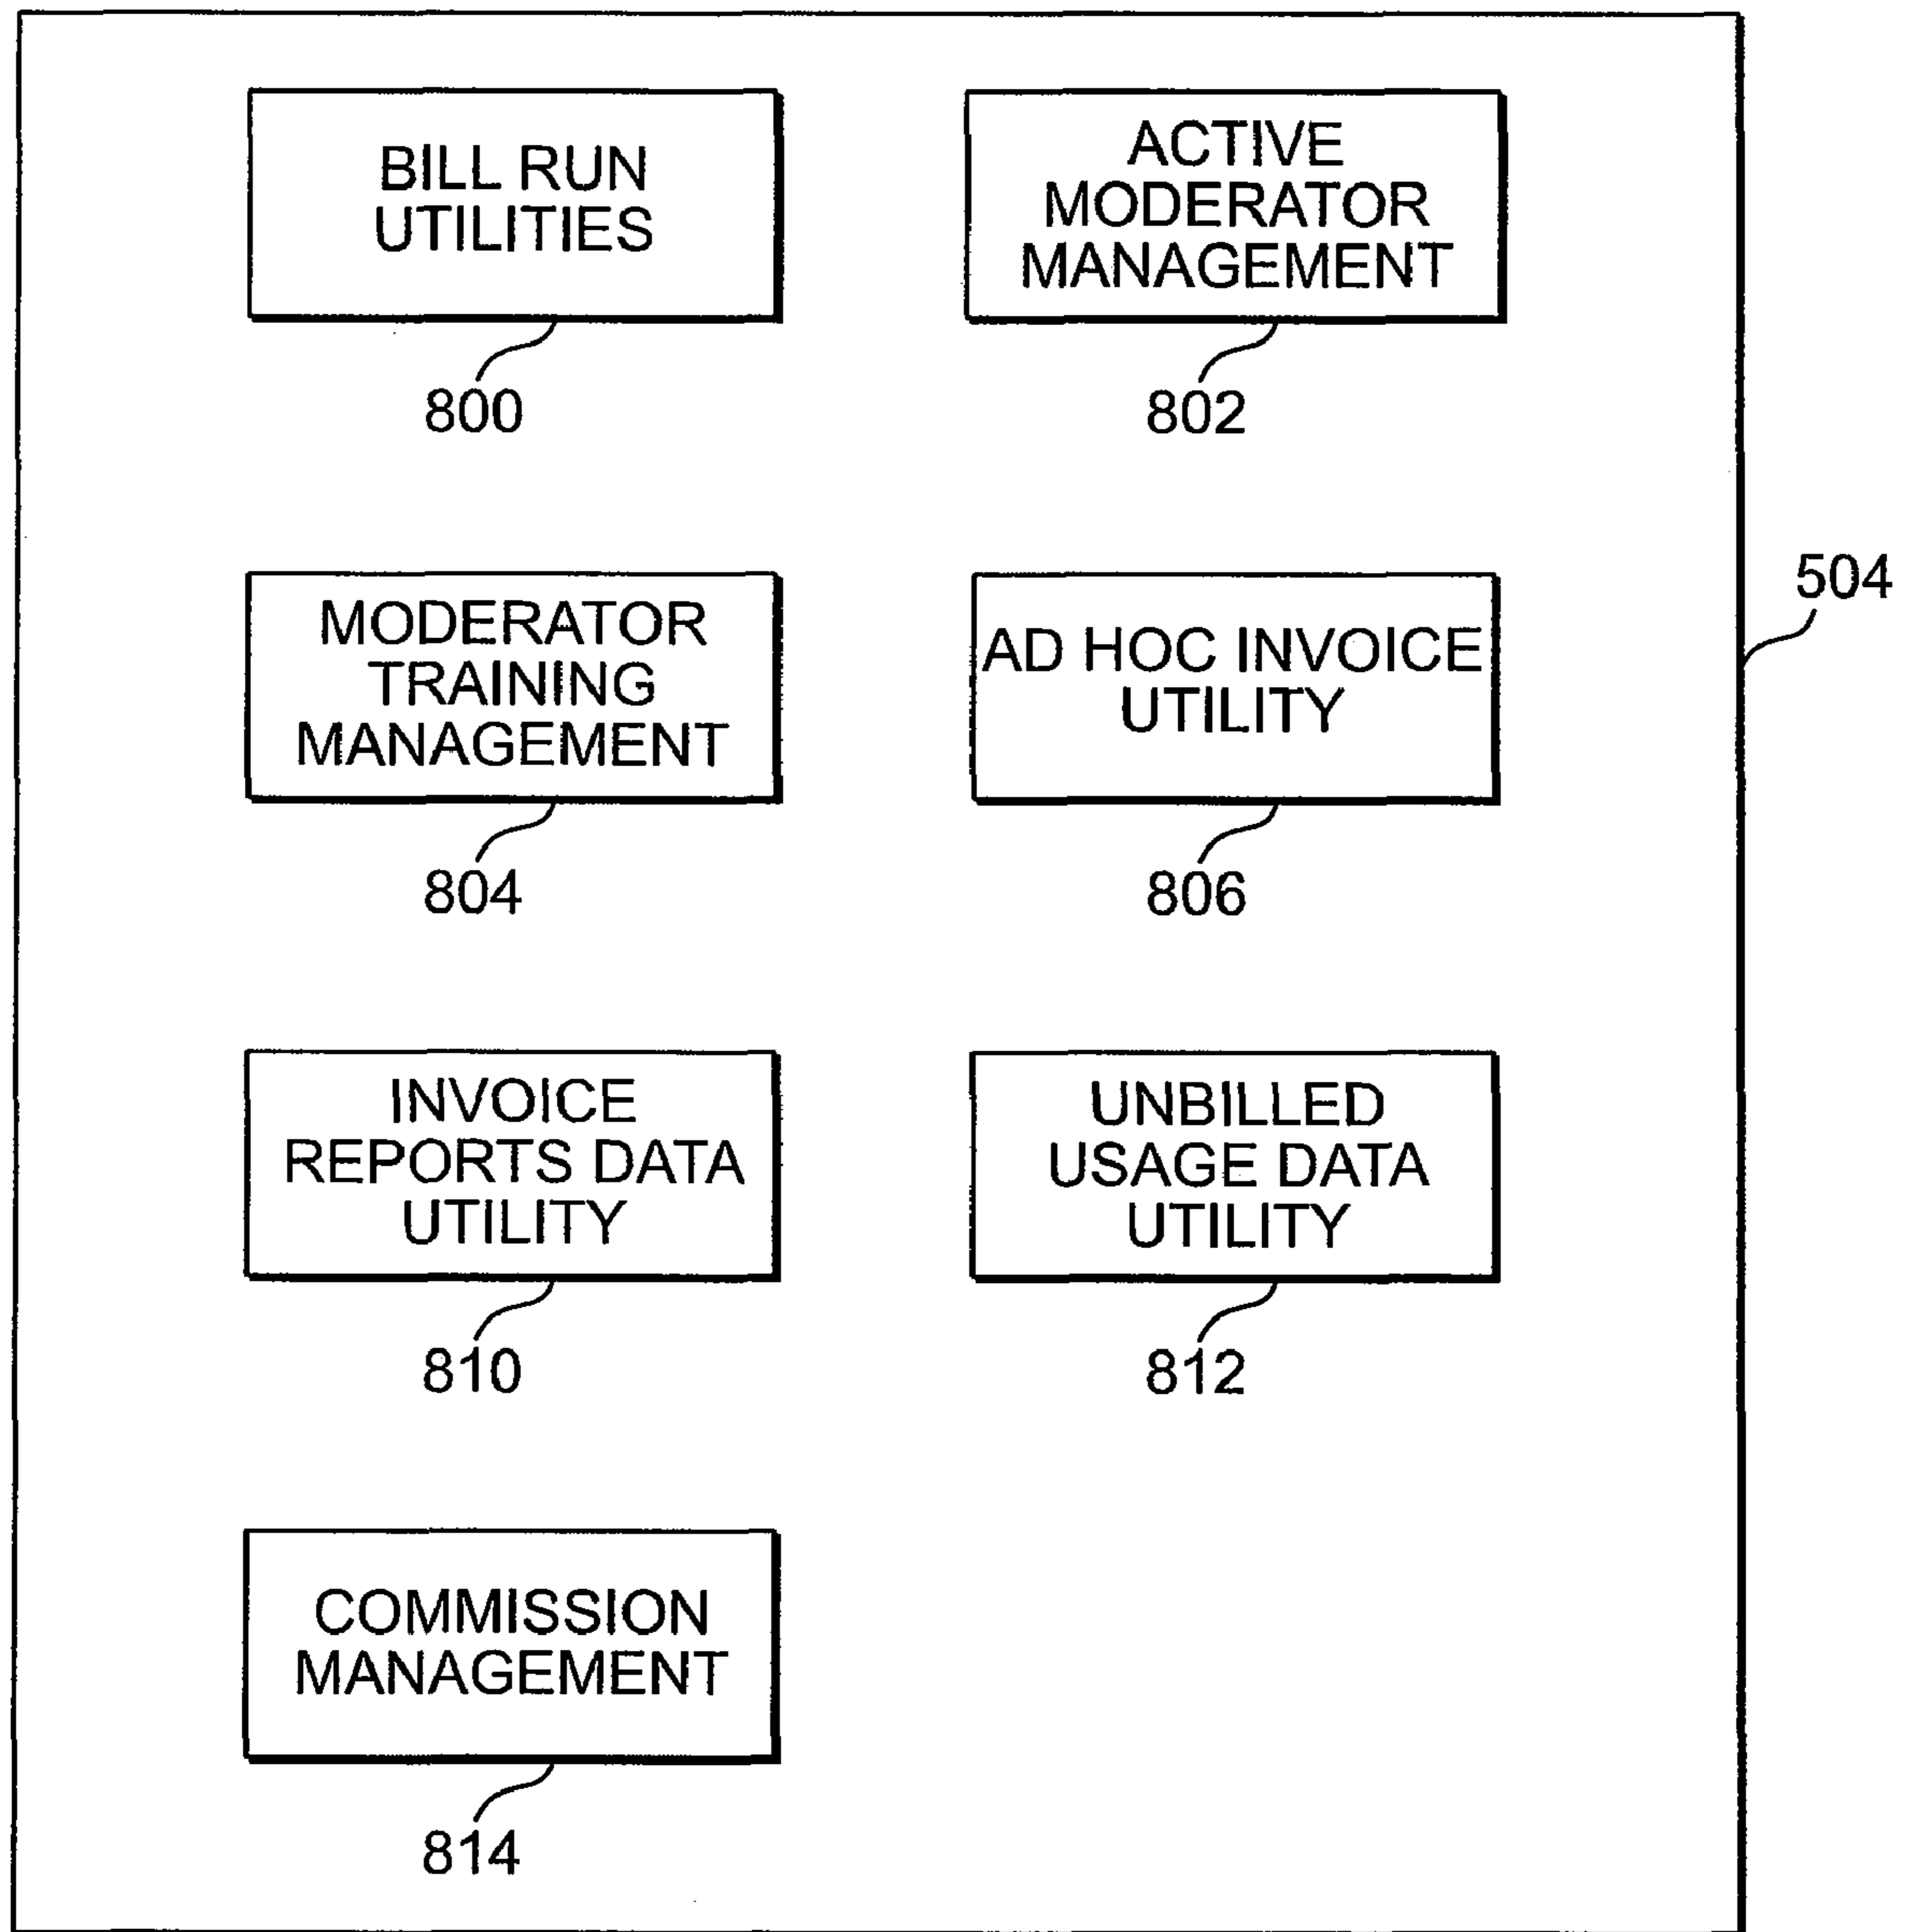 BILL RUN
UTILITIES
800
ACTIVE
MODERATOR
MANAGEMENT
802
MODERATOR
TRAINING
MANAGEMENT
804
AD HOC INVOICE
UTILITY
806
504
INVOICE
REPORTS DATA
UTILITY
810
UNBILLED
USAGE DATA
UTILITY
812
COMMISSION
MANAGEMENT
814